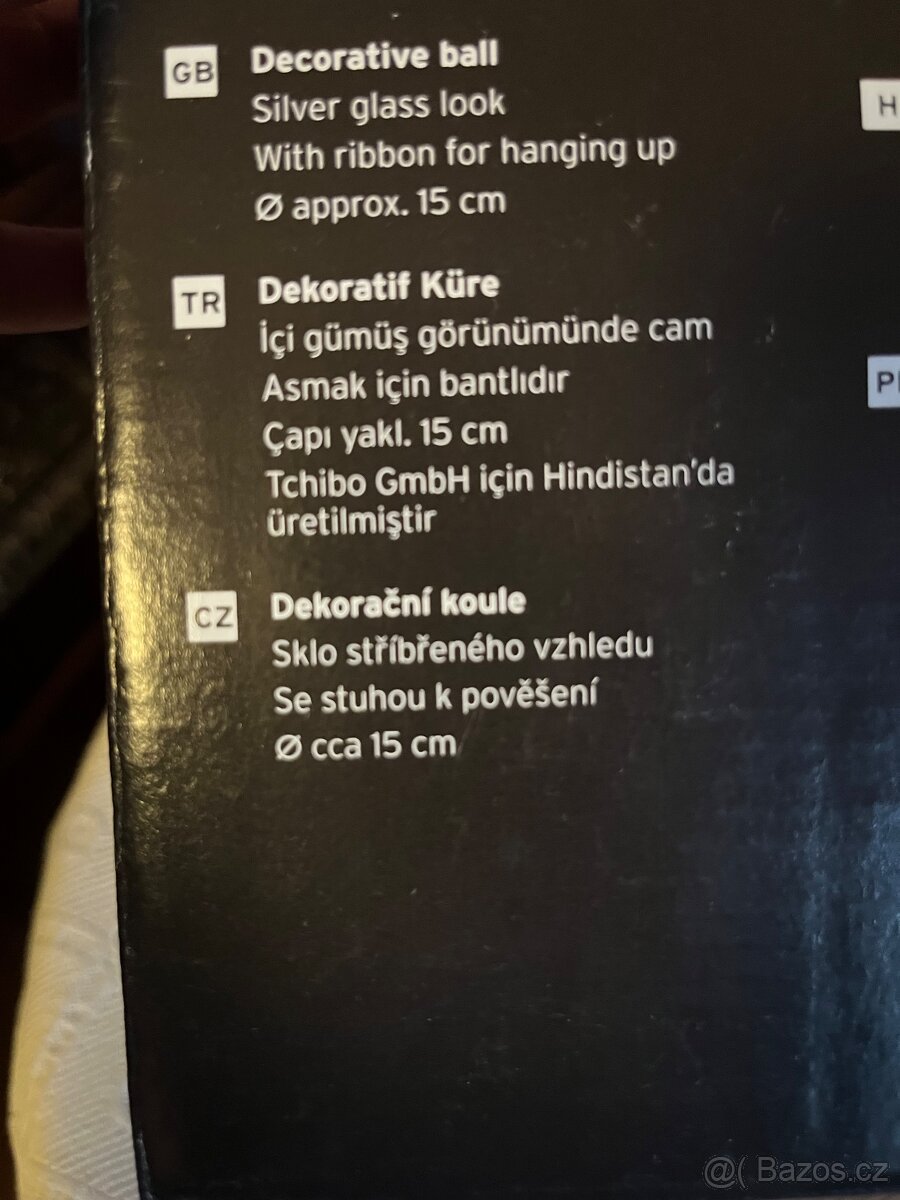 GB
Decorative ball
Silver glass look
With ribbon for hanging up
Ø approx. 15 cm
TR
Dekoratif Küre
İçi gümüş görünümünde cam
Asmak için bantlıdır
Çapı yakl. 15 cm
Tchibo GmbH için Hindistan'da
üretilmiştir
CZ
Dekorační koule
Sklo stříbřeného vzhledu
Se stuhou k pověšení
Ø cca 15 cm
H
@( Bazos.cz